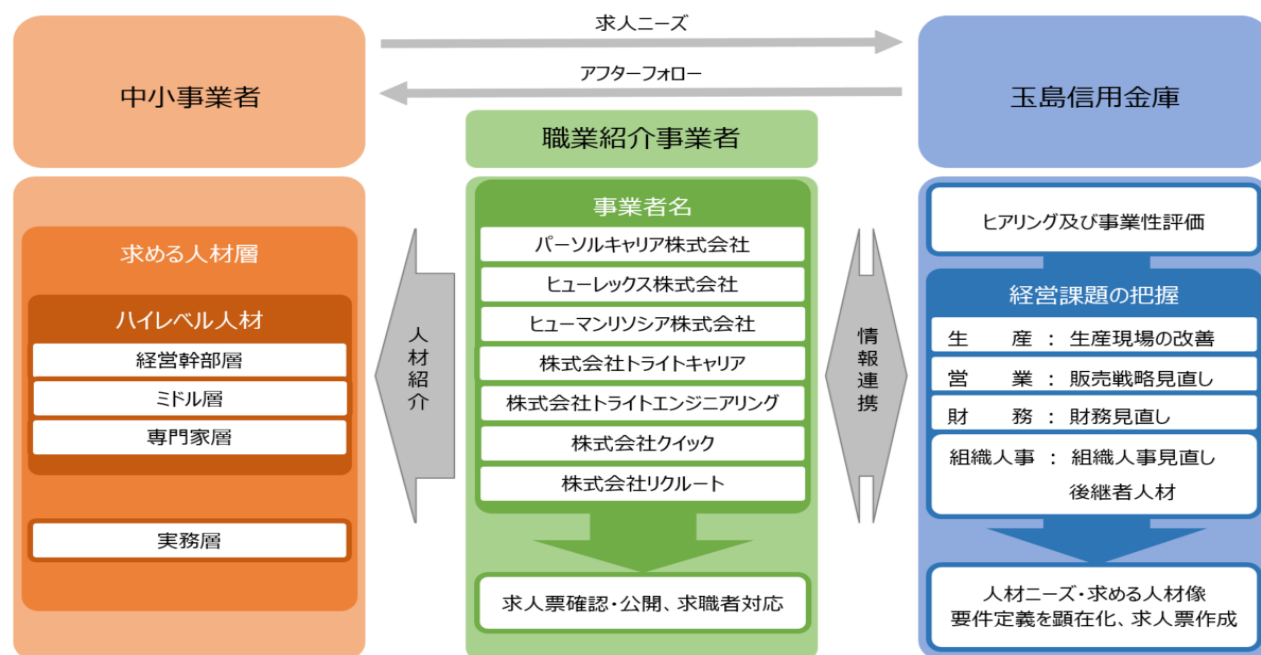 求人ニーズ
アフターフォロー
中小事業者
求める人材層
ハイレベル人材
経営幹部層
ミドル層
専門家層
実務層
人材紹介
職業紹介事業者
事業者名
パーソルキャリア株式会社
ヒューレックス株式会社
ヒューマンリソシア株式会社
株式会社トライトキャリア
株式会社トライトエンジニアリング
株式会社クイック
株式会社リクルート
求人票確認・公開、求職者対応
情報連携
玉島信用金庫
ヒアリング及び事業性評価
経営課題の把握
生　産 ： 生産現場の改善
営　業 ： 販売戦略見直し
財　務 ： 財務見直し
組織人事 ： 組織人事見直し
後継者人材
人材ニーズ・求める人材像
要件定義を顕在化、求人票作成